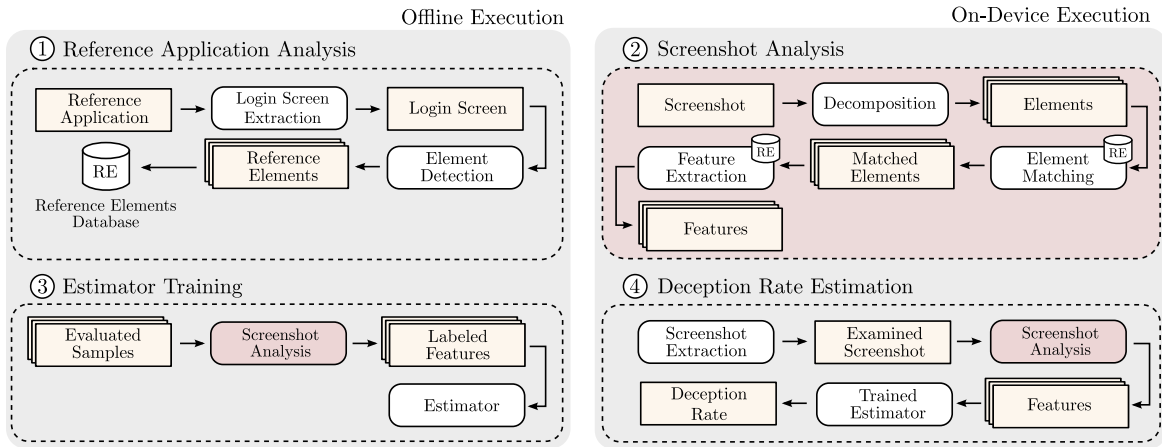 Offline Execution
① Reference Application Analysis
Reference
Application
Login Screen
Extraction
Login Screen
Element
Detection
Reference
Elements
RE
Reference Elements
Database
③ Estimator Training
Evaluated
Samples
Screenshot
Analysis
Labeled
Features
Estimator
On-Device Execution
② Screenshot Analysis
Screenshot
Decomposition
Elements
RE
Element
Matching
Matched
Elements
RE
Feature
Extraction
Features
④ Deception Rate Estimation
Screenshot
Extraction
Examined
Screenshot
Screenshot
Analysis
Features
Trained
Estimator
Deception
Rate